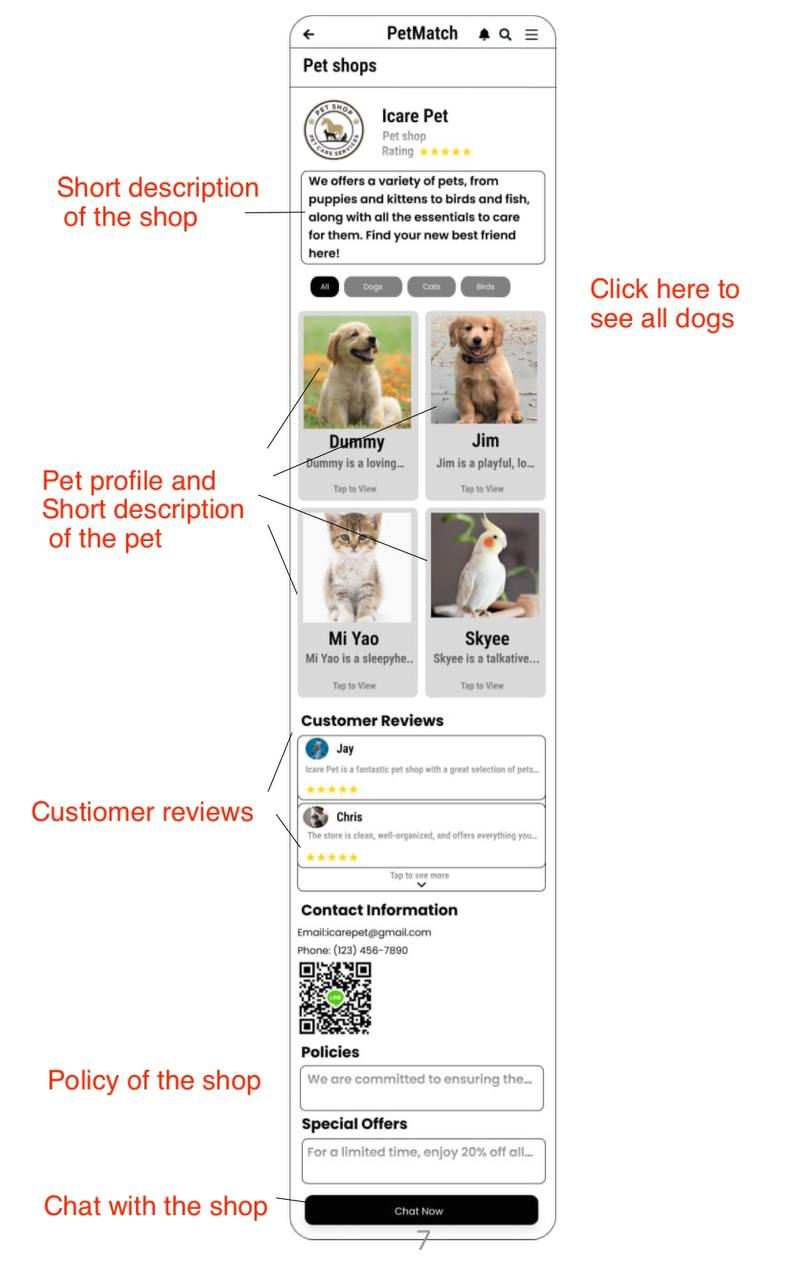 PetMatch
Pet shops
PET SHOP
PET CARE SERVICES
Icare Pet
Pet shop
Rating
Short description
of the shop
We offers a variety of pets, from
puppies and kittens to birds and fish,
along with all the essentials to care
for them. Find your new best friend
here!
All Dogs Cats Birds
Click here to
see all dogs
Dummy
Dummy is a loving...
Tap to View
Jim
Jim is a playful, lo...
Tap to View
Pet profile and
Short description
of the pet
Mi Yao
Mi Yao is a sleepyhe..
Tap to View
Skyee
Skyee is a talkative...
Tap to View
Customer Reviews
Jay
Icare Pet is a fantastic pet shop with a great selection of pets...
Custiomer reviews
Chris
The store is clean, well-organized, and offers everything you...
Tap to see more
Contact Information
Email:icarepet@gmail.com
Phone: (123) 456-7890
LINE
Policies
Policy of the shop
We are committed to ensuring the...
Special Offers
For a limited time, enjoy 20% off all...
Chat with the shop
Chat Now
7